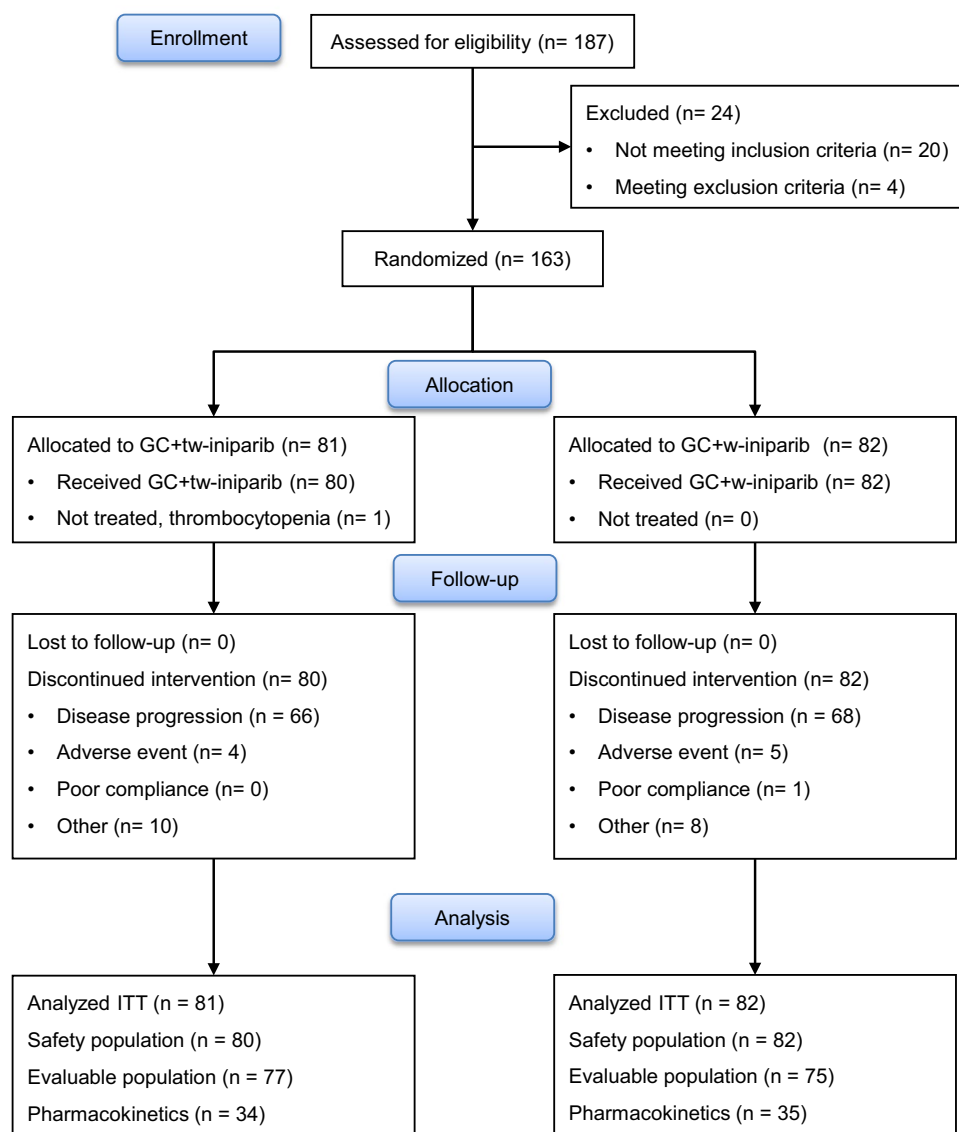 Enrollment
Assessed for eligibility (n= 187)
Excluded (n= 24)
• Not meeting inclusion criteria (n= 20)
• Meeting exclusion criteria (n= 4)
Randomized (n= 163)
Allocation
Allocated to GC+tw-iniparib (n= 81)
• Received GC+tw-iniparib (n= 80)
• Not treated, thrombocytopenia (n= 1)
Allocated to GC+w-iniparib (n= 82)
• Received GC+w-iniparib (n= 82)
• Not treated (n= 0)
Follow-up
Lost to follow-up (n= 0)
Discontinued intervention (n= 80)
• Disease progression (n = 66)
• Adverse event (n= 4)
• Poor compliance (n= 0)
• Other (n= 10)
Lost to follow-up (n= 0)
Discontinued intervention (n= 82)
• Disease progression (n= 68)
• Adverse event (n= 5)
• Poor compliance (n= 1)
• Other (n= 8)
Analysis
Analyzed ITT (n = 81)
Safety population (n = 80)
Evaluable population (n = 77)
Pharmacokinetics (n = 34)
Analyzed ITT (n = 82)
Safety population (n = 82)
Evaluable population (n = 75)
Pharmacokinetics (n = 35)